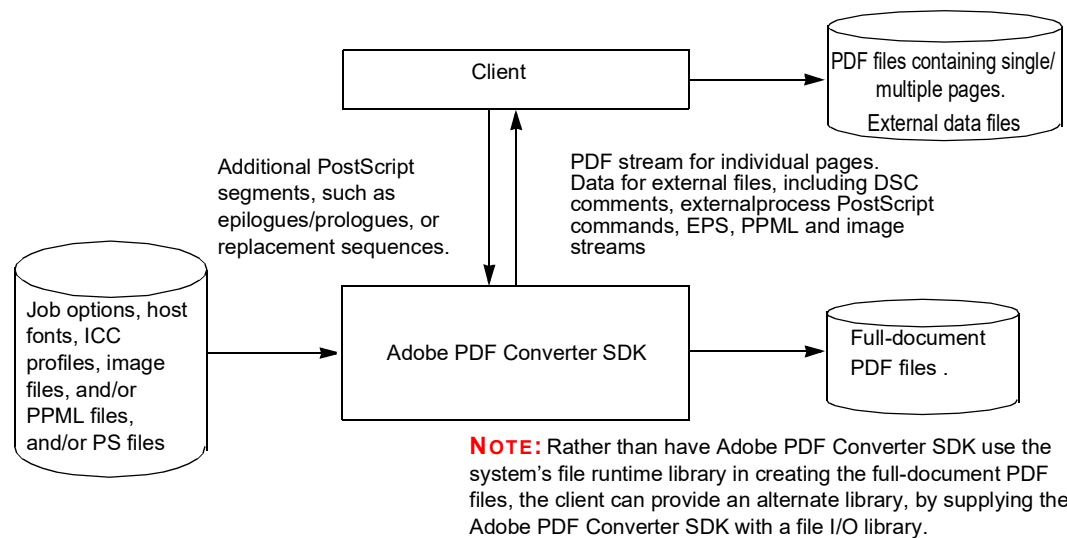 Client
PDF files containing single/
multiple pages.
External data files
Additional PostScript
segments, such as
epilogues/prologues, or
replacement sequences.
PDF stream for individual pages.
Data for external files, including DSC
comments, externalprocess PostScript
commands, EPS, PPML and image
streams
Job options, host
fonts, ICC
profiles, image
files, and/or
PPML files,
and/or PS files
Adobe PDF Converter SDK
Full-document
PDF files .
NOTE: Rather than have Adobe PDF Converter SDK use the
system’s file runtime library in creating the full-document PDF
files, the client can provide an alternate library, by supplying the
Adobe PDF Converter SDK with a file I/O library.